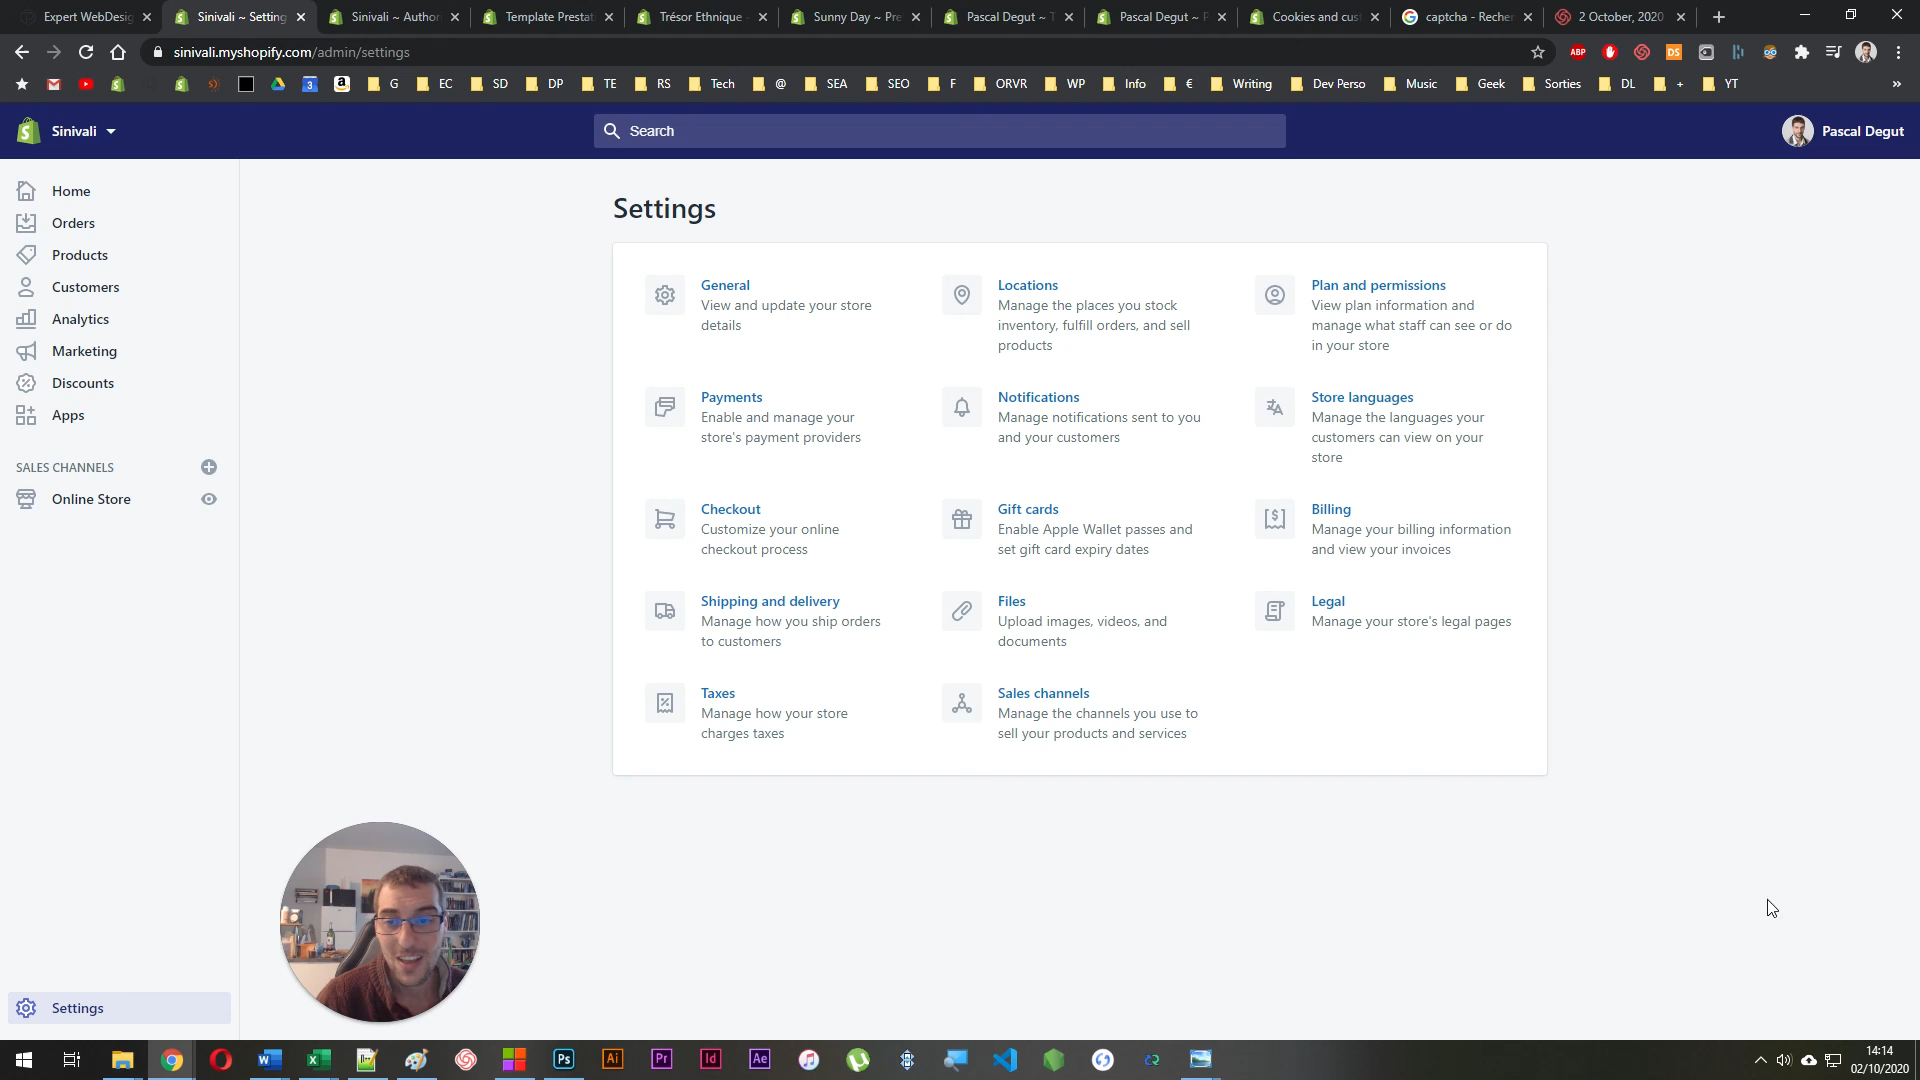 Expert WebDesig
Sinivali ~ Setting
Sinivali ~ Author
Template Prestat
Trésor Ethnique
Sunny Day ~ Pre
Pascal Degut ~ T
Pascal Degut ~ P
Cookies and cust
captcha - Recher
2 October, 2020
sinivali.myshopify.com/admin/settings
ABP
DS
G
EC
SD
DP
TE
RS
Tech
@
SEA
SEO
F
ORVR
WP
Info
€
Writing
Dev Perso
Music
Geek
Sorties
DL
+
YT
»
Sinivali
Search
Pascal Degut
Home
Orders
Products
Customers
Analytics
Marketing
Discounts
Apps
SALES CHANNELS
Online Store
Settings
Settings
General
View and update your store
details
Locations
Manage the places you stock
inventory, fulfill orders, and sell
products
Plan and permissions
View plan information and
manage what staff can see or do
in your store
Payments
Enable and manage your
store's payment providers
Notifications
Manage notifications sent to you
and your customers
Store languages
Manage the languages your
customers can view on your
store
Checkout
Customize your online
checkout process
Gift cards
Enable Apple Wallet passes and
set gift card expiry dates
Billing
Manage your billing information
and view your invoices
Shipping and delivery
Manage how you ship orders
to customers
Files
Upload images, videos, and
documents
Legal
Manage your store's legal pages
Taxes
Manage how your store
charges taxes
Sales channels
Manage the channels you use to
sell your products and services
Ps
Ai
Pr
Id
Ae
14:14
02/10/2020